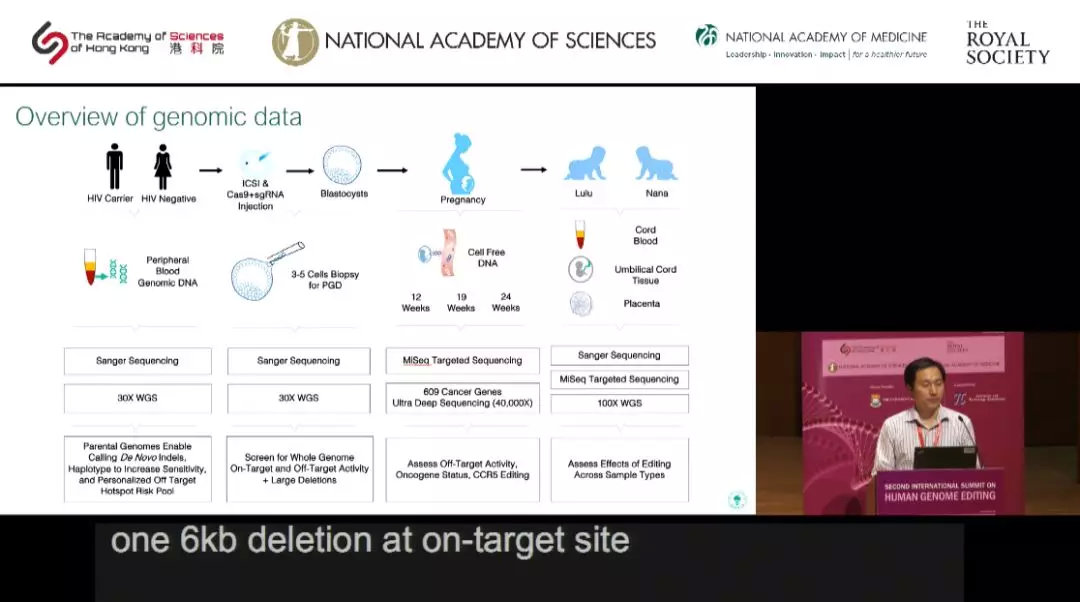 The Academy of Sciences
of Hong Kong 港科院
NATIONAL ACADEMY OF SCIENCES
NATIONAL ACADEMY OF MEDICINE
Leadership · Innovation · Impact | for a healthier future
THE
ROYAL
SOCIETY
Overview of genomic data
HIV Carrier HIV Negative
ICSI &
Cas9+sgRNA
Injection
Blastocysts
Pregnancy
Lulu Nana
Peripheral
Blood
Genomic DNA
3-5 Cells Biopsy
for PGD
Cell Free
DNA
12 19 24
Weeks Weeks Weeks
Cord
Blood
Umbilical Cord
Tissue
Placenta
Sanger Sequencing
30X WGS
Parental Genomes Enable
Calling De Novo Indels,
Haplotype to Increase Sensitivity,
and Personalized Off Target
Hotspot Risk Pool
Sanger Sequencing
30X WGS
Screen for Whole Genome
On-Target and Off-Target Activity
+ Large Deletions
MiSeq Targeted Sequencing
609 Cancer Genes
Ultra Deep Sequencing (40,000X)
Assess Off-Target Activity,
Oncogene Status, CCR5 Editing
Sanger Sequencing
MiSeq Targeted Sequencing
100X WGS
Assess Effects of Editing
Across Sample Types
SECOND INTERNATIONAL SUMMIT ON
HUMAN GENOME EDITING
one 6kb deletion at on-target site